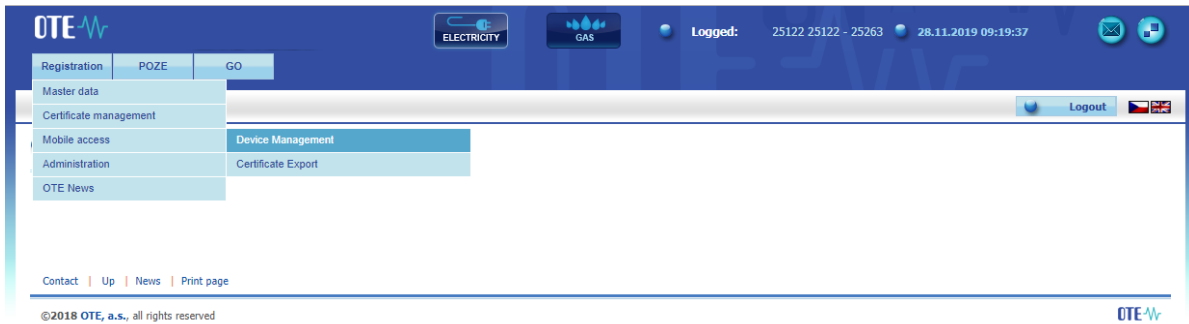 OTE
ELECTRICITY
GAS
Logged: 25122 25122 - 25263 28.11.2019 09:19:37
Registration POZE GO
Master data
Logout
Certificate management
Mobile access Device Management
Administration Certificate Export
OTE News
Contact | Up | News | Print page
©2018 OTE, a.s., all rights reserved
OTE